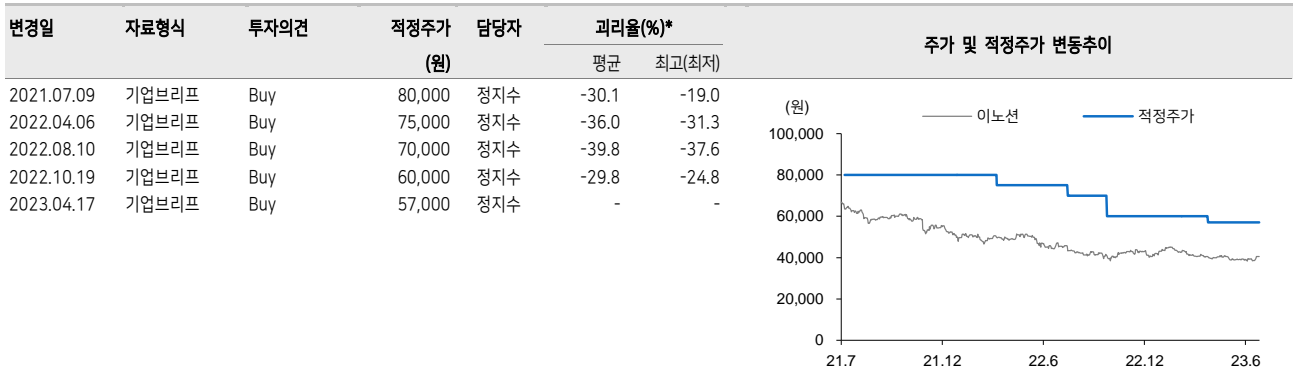 변경일 자료형식 투자의견 적정주가 담당자 괴리율(%)* 주가 및 적정주가 변동추이
(원) 평균 최고(최저)
2021.07.09 기업브리프 Buy 80,000 정지수 -30.1 -19.0
2022.04.06 기업브리프 Buy 75,000 정지수 -36.0 -31.3
2022.08.10 기업브리프 Buy 70,000 정지수 -39.8 -37.6
2022.10.19 기업브리프 Buy 60,000 정지수 -29.8 -24.8
2023.04.17 기업브리프 Buy 57,000 정지수 - -
(원) 이노션 적정주가
100,000
80,000
60,000
40,000
20,000
0
21.7 21.12 22.6 22.12 23.6